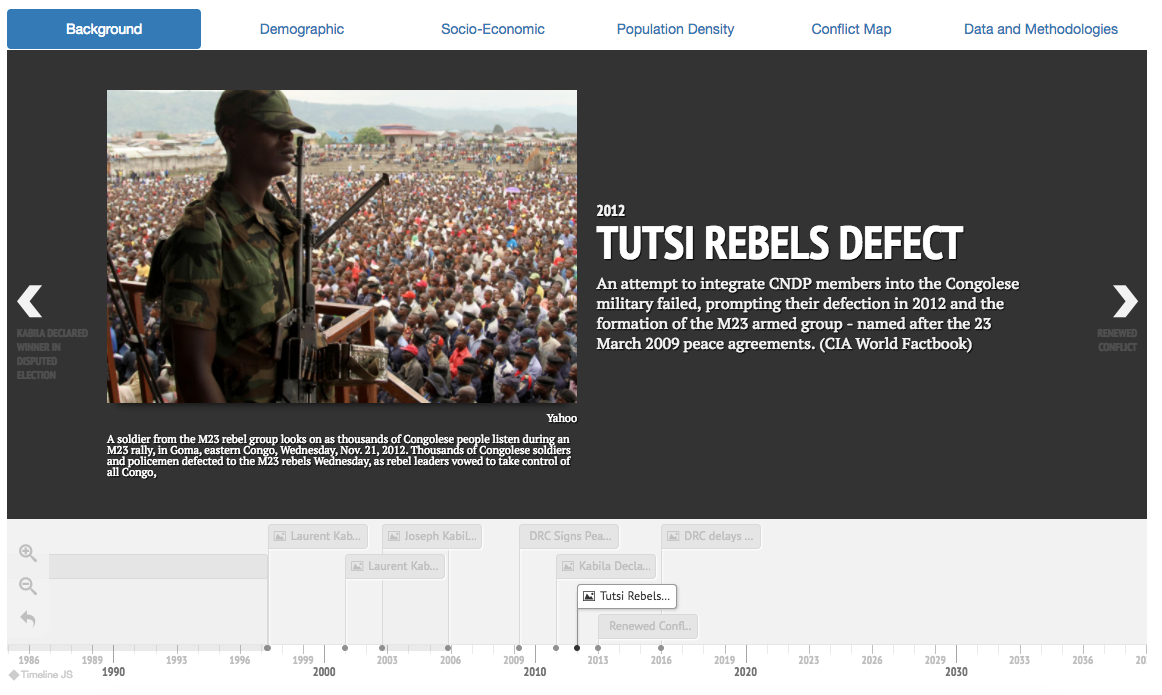 Background Demographic Socio-Economic Population Density Conflict Map Data and Methodologies
2012
TUTSI REBELS DEFECT
An attempt to integrate CNDP members into the Congolese
military failed, prompting their defection in 2012 and the
formation of the M23 armed group - named after the 23
March 2009 peace agreements. (CIA World Factbook)
KABILA DECLARED
WINNER IN
DISPUTED
ELECTION
RENEWED
CONFLICT
Yahoo
A soldier from the M23 rebel group looks on as thousands of Congolese people listen during an
M23 rally, in Goma, eastern Congo, Wednesday, Nov. 21, 2012. Thousands of Congolese soldiers
and policemen defected to the M23 rebels Wednesday, as rebel leaders vowed to take control of
all Congo,
Laurent Kab... Joseph Kabil... DRC Signs Pea... DRC delays ...
Laurent Kab... Kabila Decla...
Tutsi Rebels...
Renewed Confl..
1986 1989 1993 1996 1999 2003 2006 2009 2013 2016 2019 2023 2026 2029 2033 2036 20
1990 2000 2010 2020 2030
Timeline JS